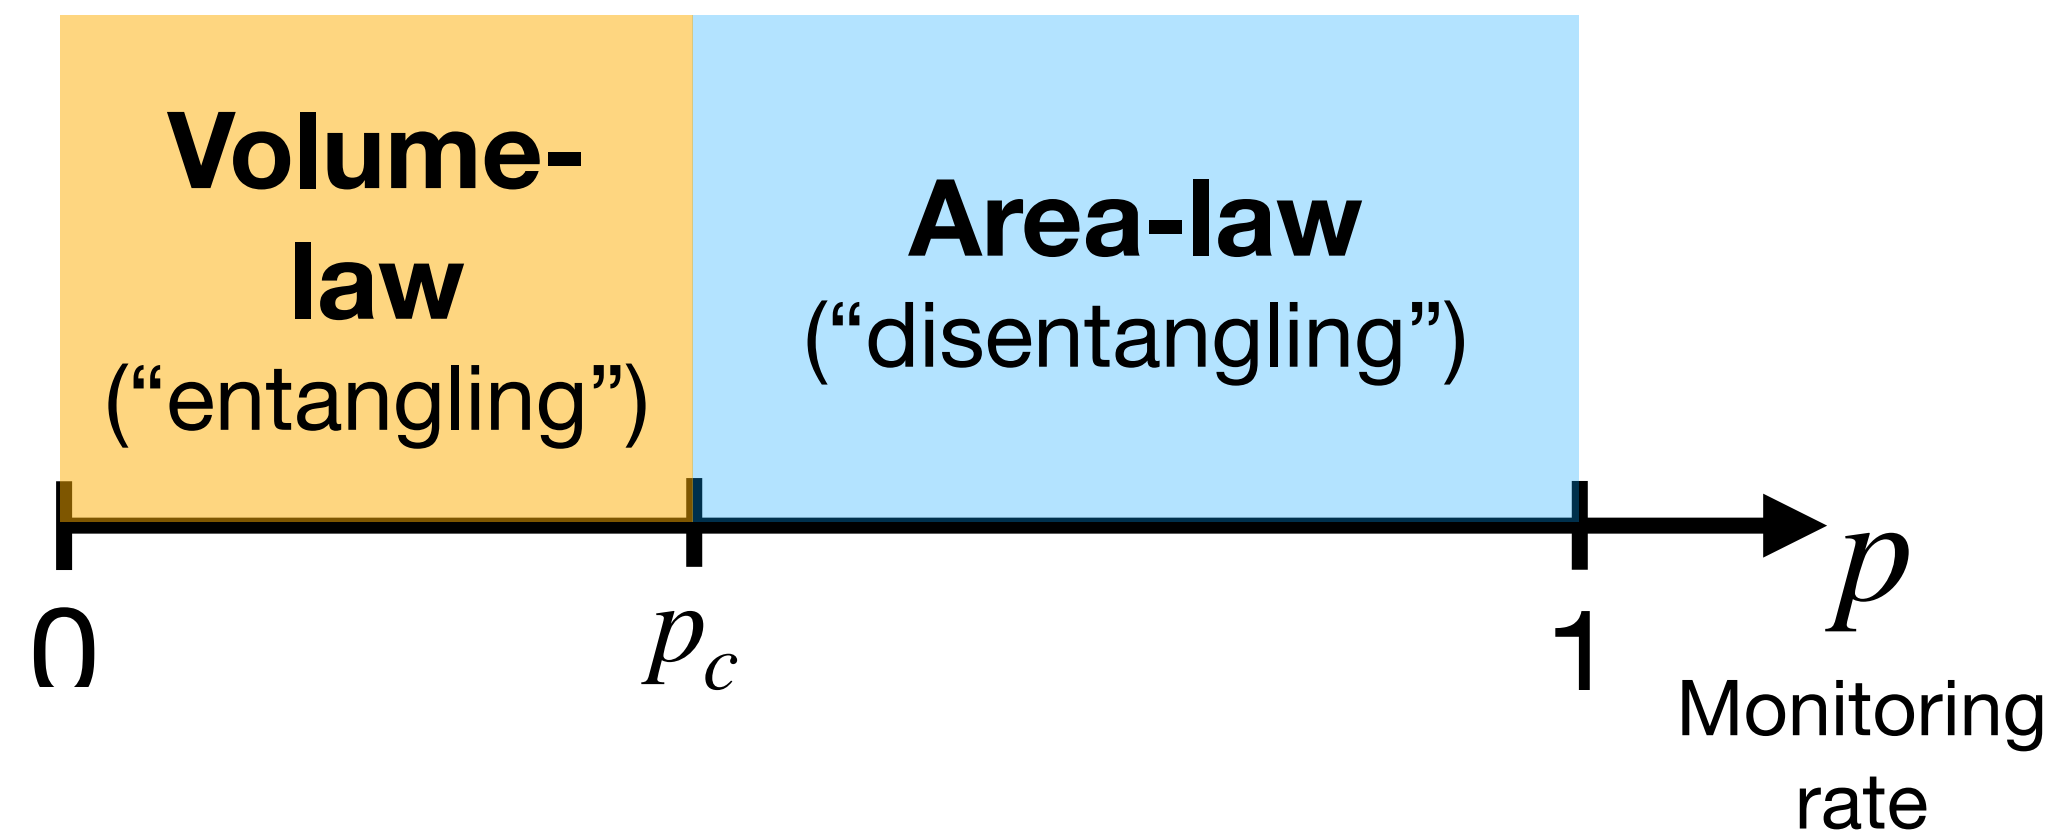 Volume-
law
(“entangling”)
Area-law
(“disentangling”)
0
p_c
1
p
Monitoring
rate